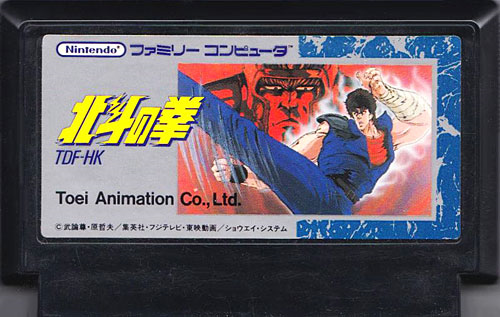 Nintendo ファミリー コンピュータ™
北斗の拳
TDF-HK
Toei Animation Co., Ltd.
©武論尊・原哲夫／集英社・フジテレビ・東映動画／ショウエイ・システム